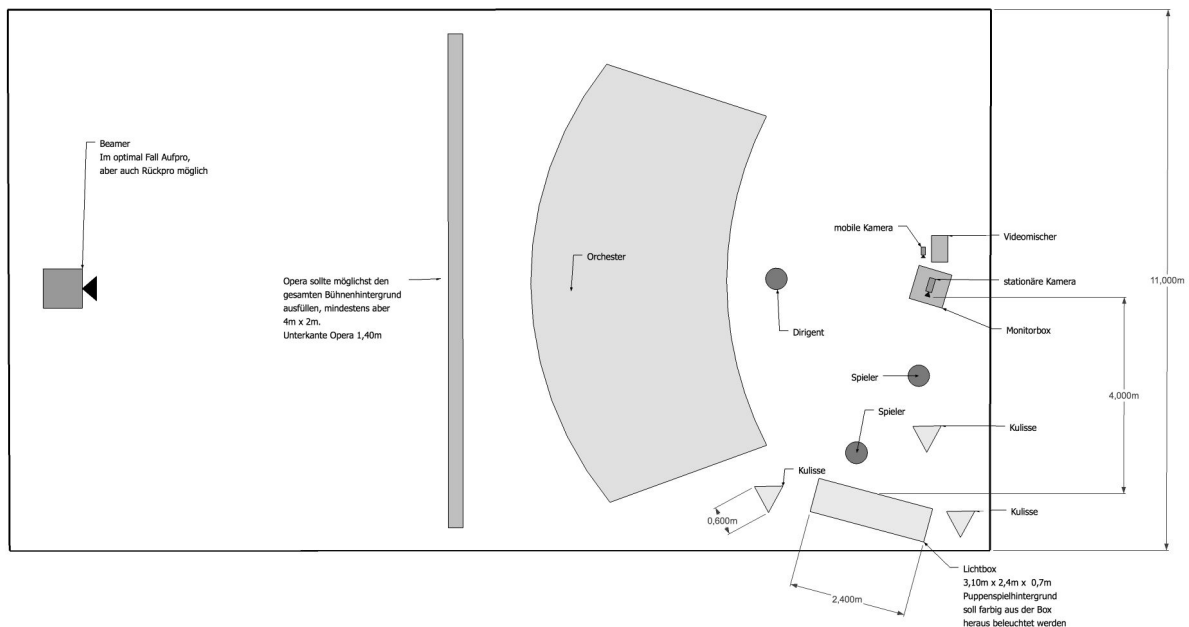 Beamer
Im optimal Fall Aufpro,
aber auch Rückpro möglich
Opera sollte möglichst den
gesamten Bühnenhintergrund
ausfüllen, mindestens aber
4m x 2m.
Unterkante Opera 1,40m
Orchester
Dirigent
mobile Kamera
Videomischer
stationäre Kamera
Monitorbox
11,000m
4,000m
Spieler
Spieler
Kulisse
Kulisse
0,600m
Kulisse
2,400m
Lichtbox
3,10m x 2,4m x 0,7m
Puppenspielhintergrund
soll farbig aus der Box
heraus beleuchtet werden